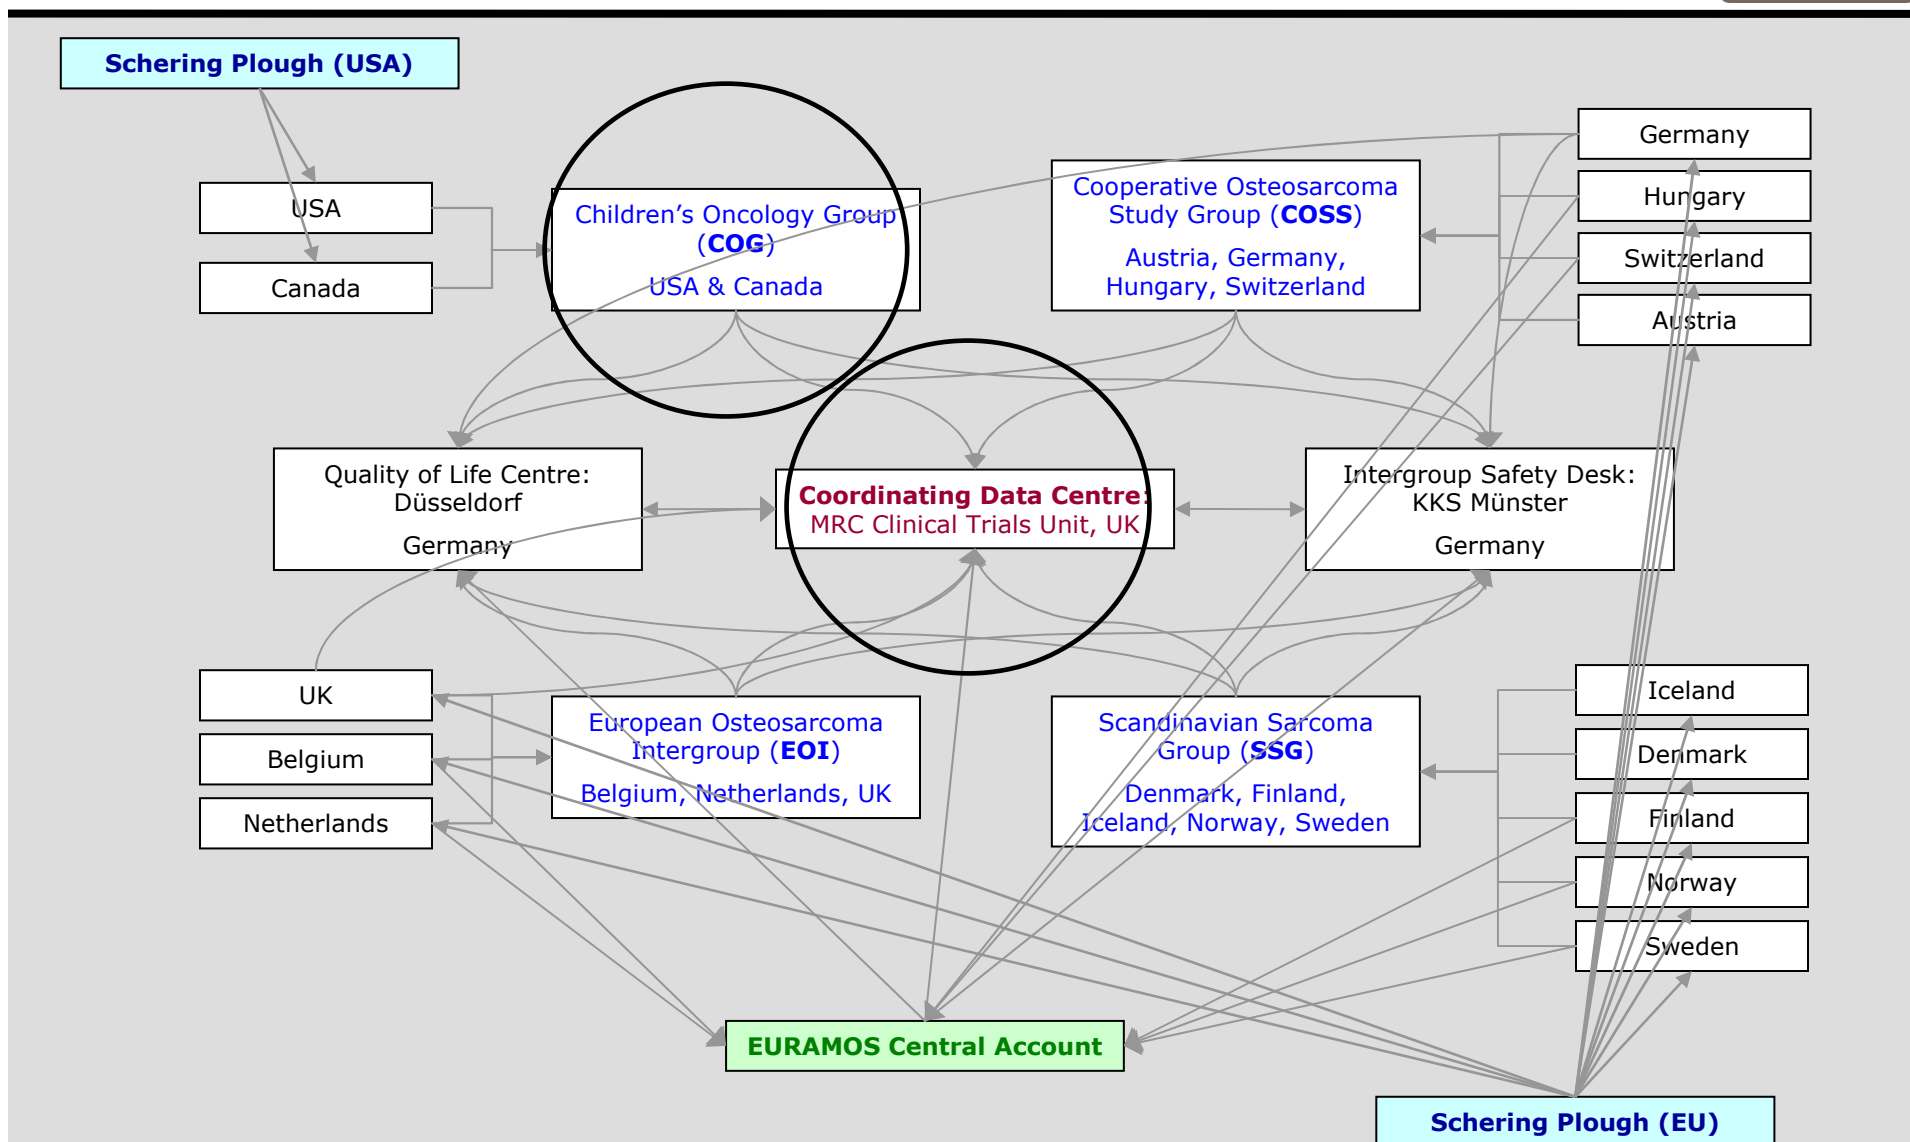 Schering Plough (USA)
USA
Canada
Children’s Oncology Group
(COG)
USA & Canada
Cooperative Osteosarcoma
Study Group (COSS)
Austria, Germany,
Hungary, Switzerland
Germany
Hungary
Switzerland
Austria
Quality of Life Centre:
Düsseldorf
Germany
Coordinating Data Centre:
MRC Clinical Trials Unit, UK
Intergroup Safety Desk:
KKS Münster
Germany
UK
Belgium
Netherlands
European Osteosarcoma
Intergroup (EOI)
Belgium, Netherlands, UK
Scandinavian Sarcoma
Group (SSG)
Denmark, Finland,
Iceland, Norway, Sweden
Iceland
Denmark
Finland
Norway
Sweden
EURAMOS Central Account
Schering Plough (EU)